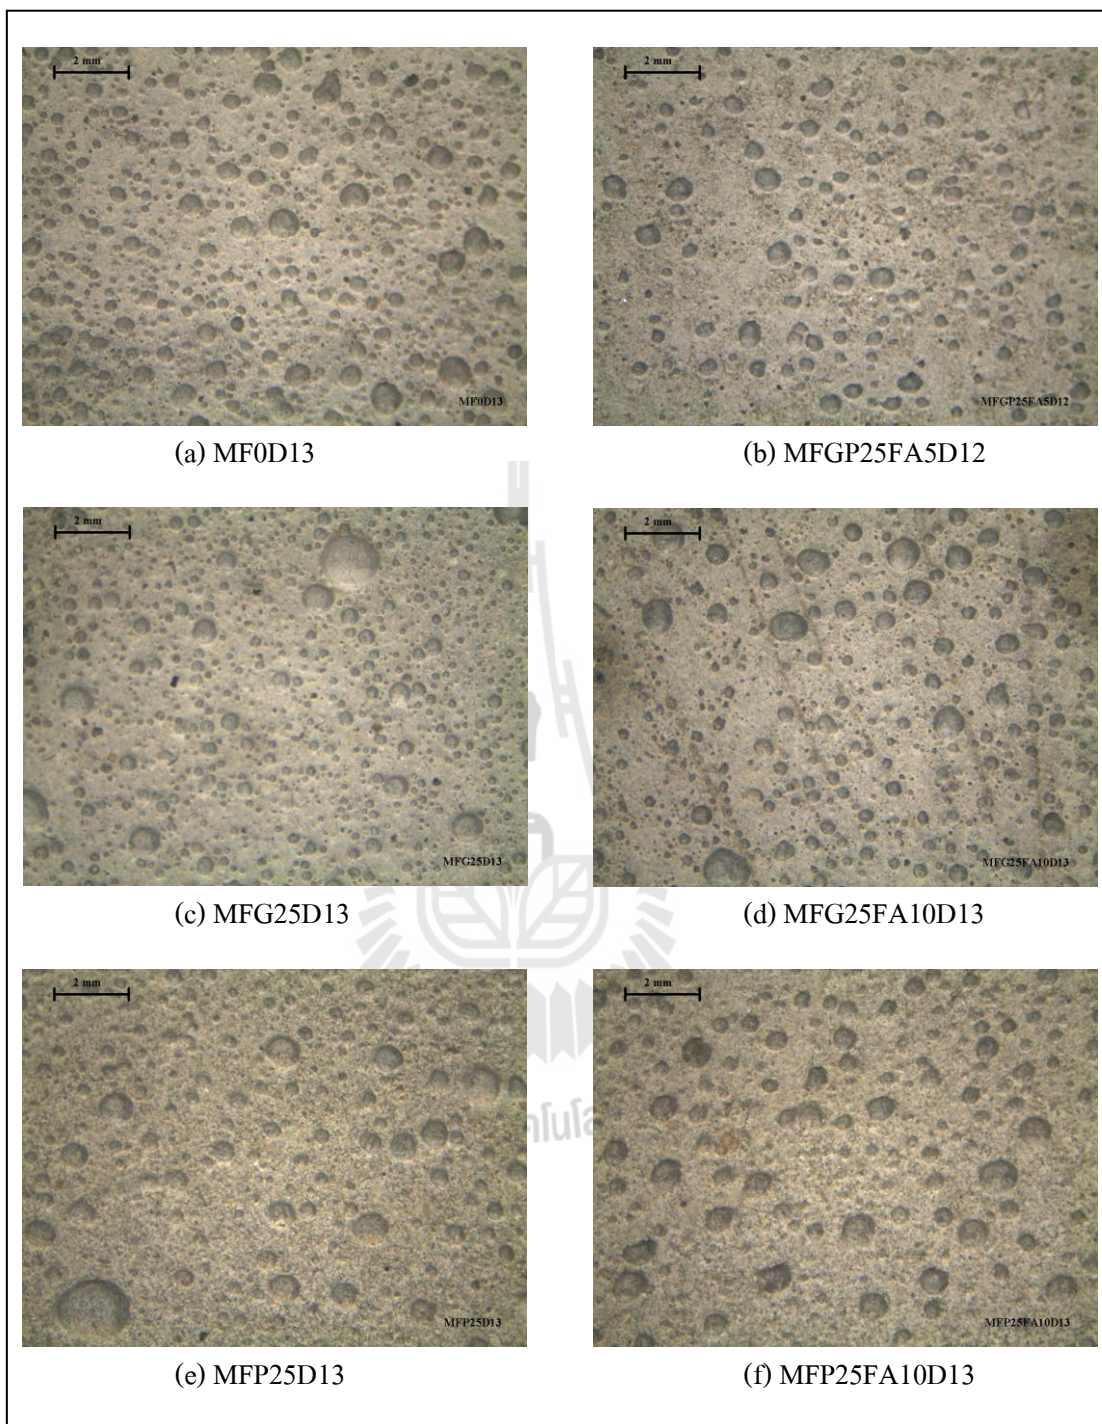 2 mm
MF0D13
(a) MF0D13
2 mm
MFGP25FA5D12
(b) MFGP25FA5D12
2 mm
MFG25D13
(c) MFG25D13
2 mm
MFG25FA10D13
(d) MFG25FA10D13
2 mm
MFP25D13
(e) MFP25D13
2 mm
MFP25FA10D13
(f) MFP25FA10D13